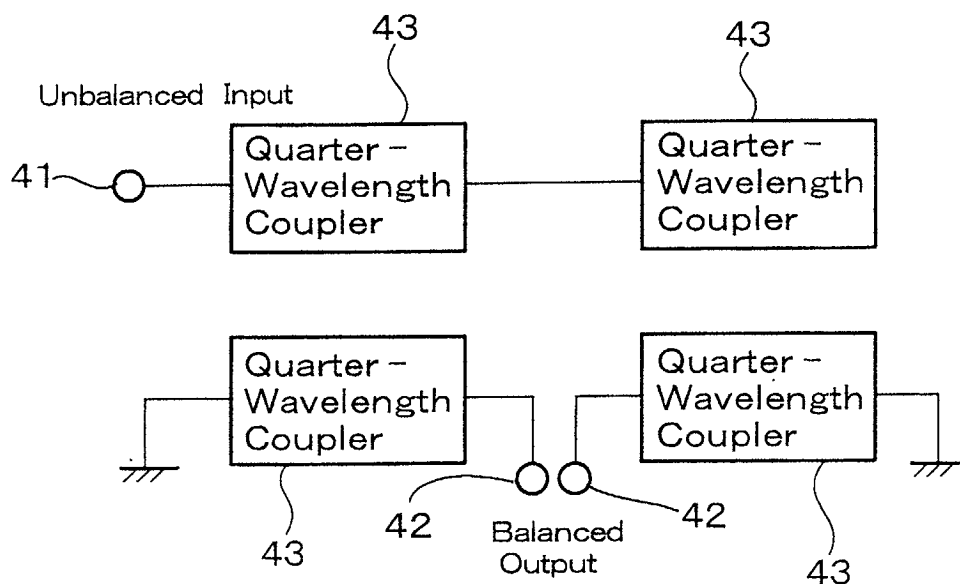 43
43
Unbalanced Input
41
Quarter –
Wavelength
Coupler
Quarter –
Wavelength
Coupler
Quarter –
Wavelength
Coupler
Quarter –
Wavelength
Coupler
43
42
Balanced
Output
42
43